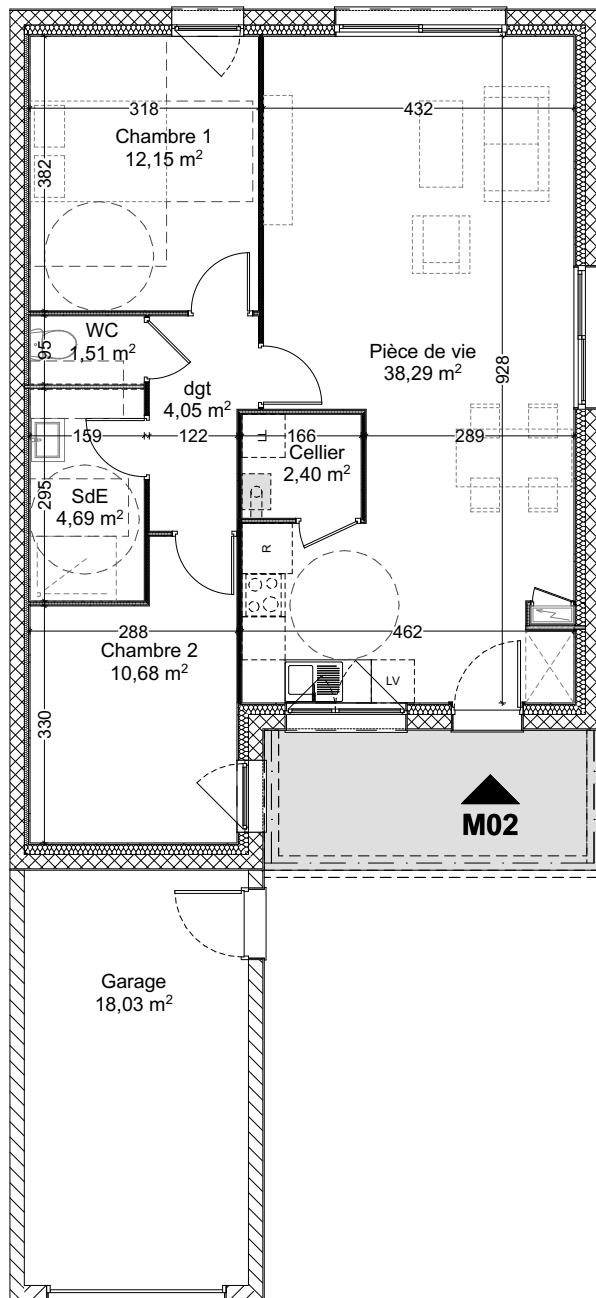 318
432
Chambre 1
12,15 m²
382
WC
1,51 m²
95
Pièce de vie
38,29 m²
928
dgt
4,05 m²
159
122
LL
166
289
Cellier
2,40 m²
295
SdE
4,69 m²
R
288
462
Chambre 2
10,68 m²
LV
330
M02
Garage
18,03 m²